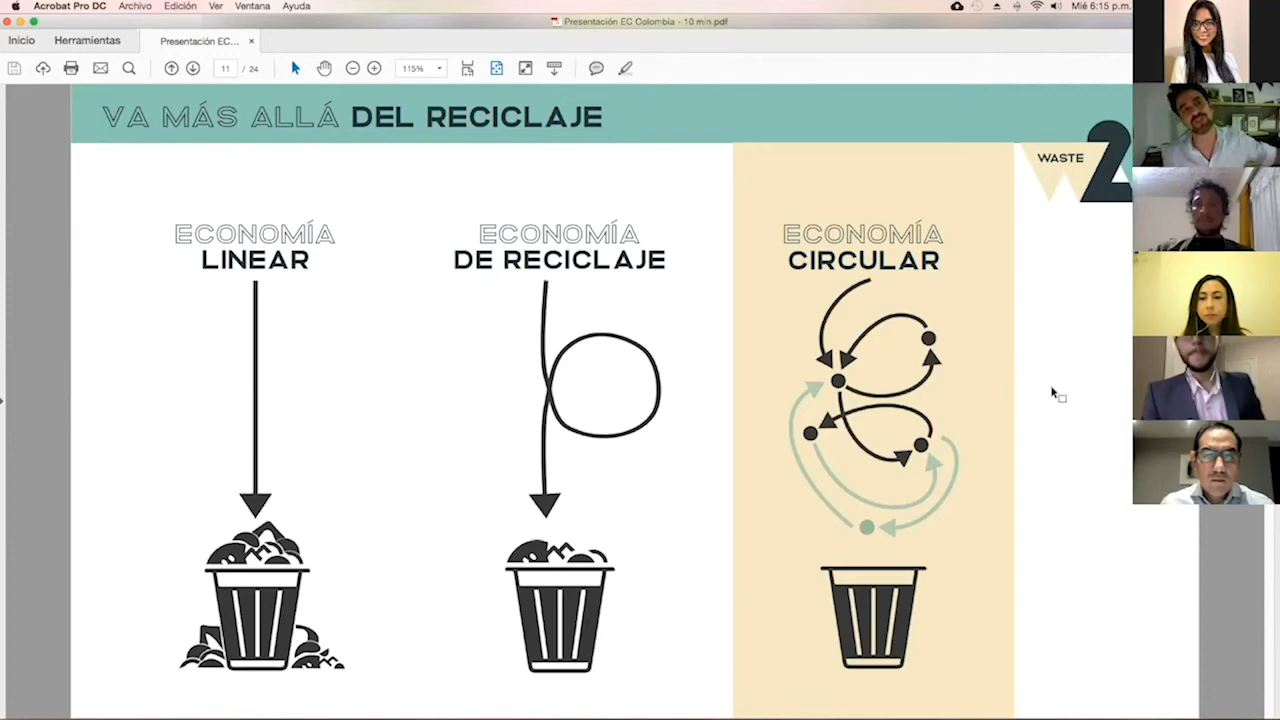 Acrobat Pro DC Archivo Edición Ver Ventana Ayuda
Mié 6:15 p.m.
Presentación EC Colombia - 10 min.pdf
Inicio Herramientas Presentación EC... ×
11 / 24 115%
VA MÁS ALLÁ DEL RECICLAJE
WASTE 2
ECONOMÍA
LINEAR
ECONOMÍA
DE RECICLAJE
ECONOMÍA
CIRCULAR